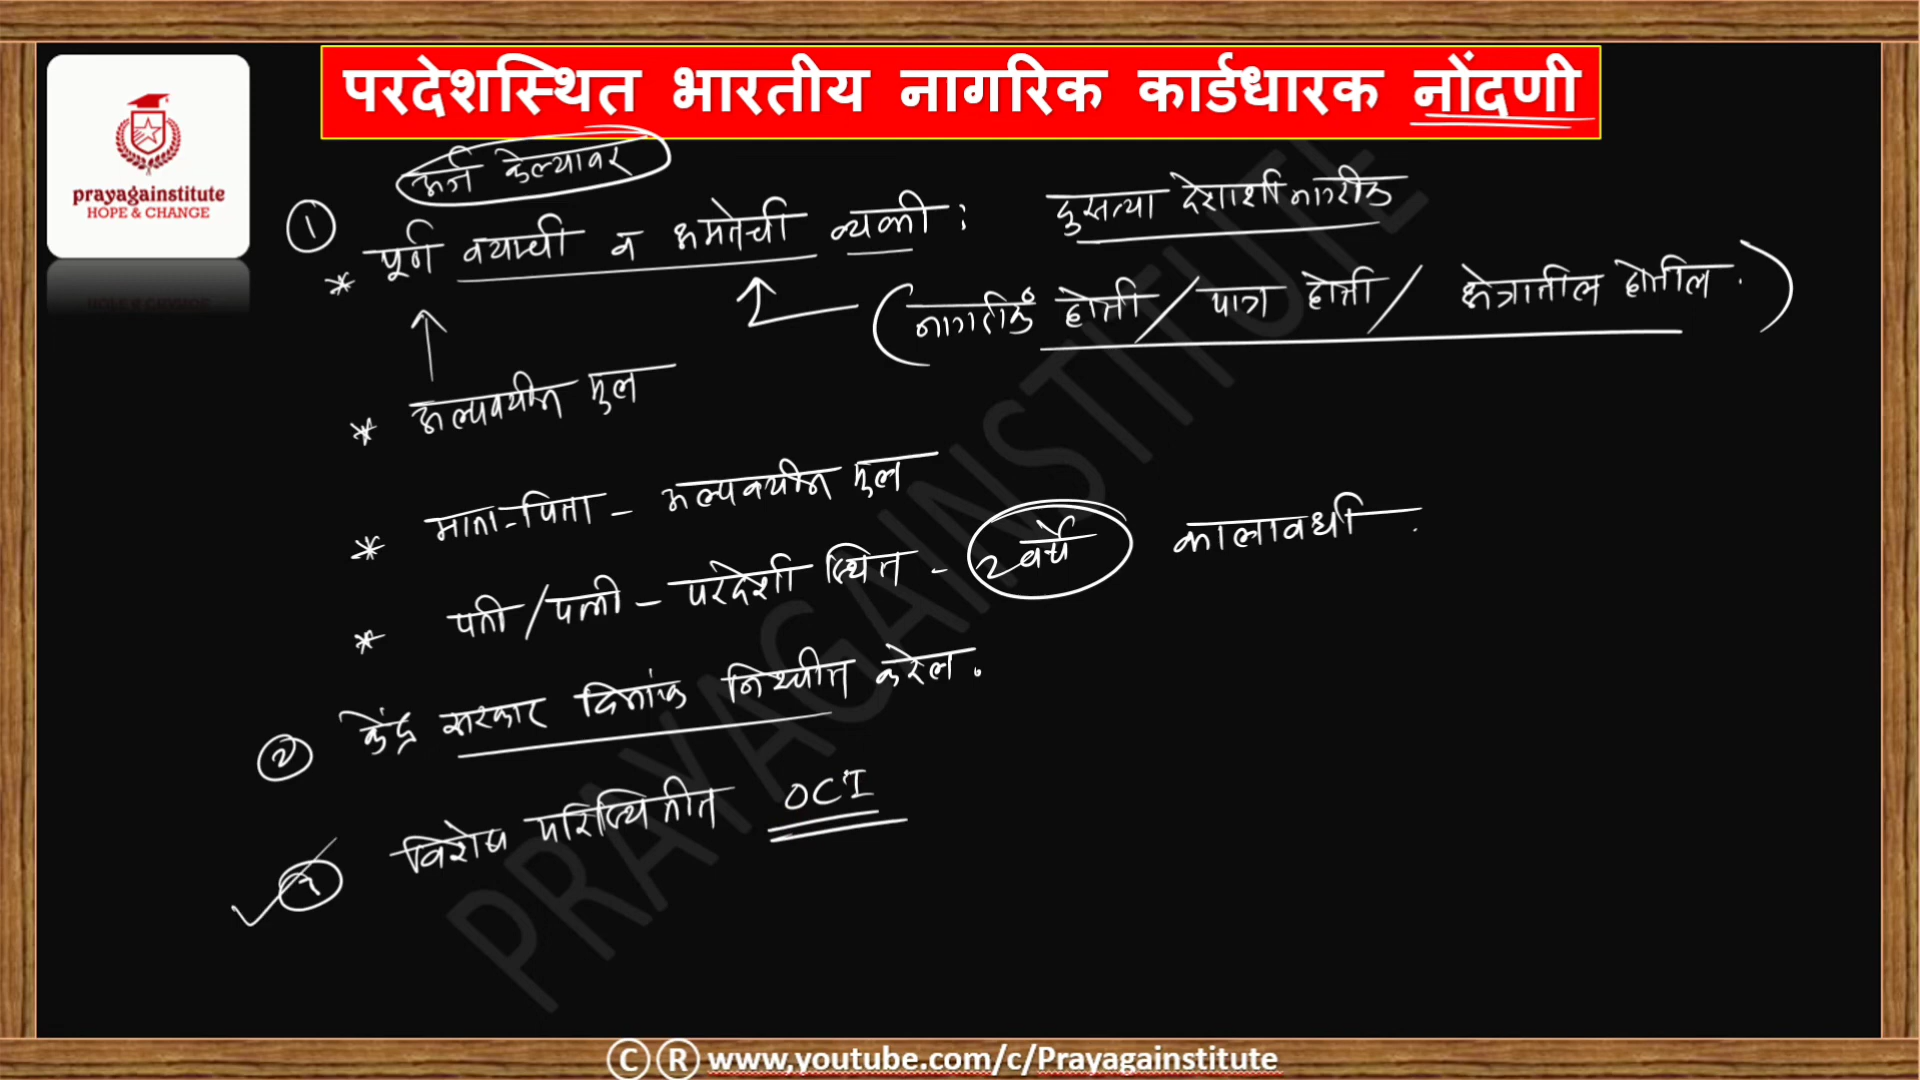 परदेशस्थित भारतीय नागरिक कार्डधारक नोंदणी
prayagainstitute
HOPE & CHANGE
अर्ज केल्यावर
① * पूर्ण वयाची व क्षमतेची व्यक्ती : दुसऱ्या देशाशी नागरीक
(नागरीक होती / पात्र होती / क्षेत्रातील होतील.)
* अल्पवयीन मुल
* माता-पिता - अल्पवयीन मुल
* पती/पत्नी - परदेशी स्थित - 2 वर्षे कालावधी.
② केंद्र सरकार दिनांक निश्चीत करेल.
विशेष परिस्थितीत OCI
PRAYAGAINSTITUTE
Ⓒ Ⓡ www.youtube.com/c/Prayagainstitute